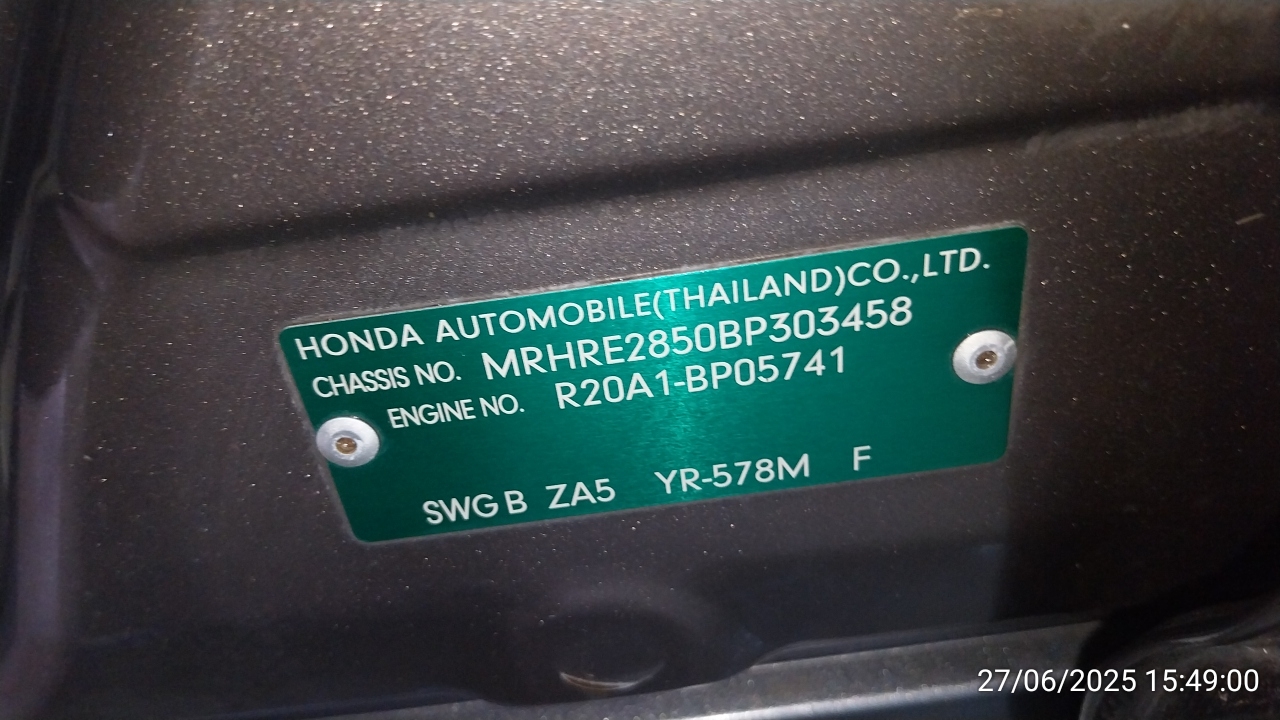 HONDA AUTOMOBILE(THAILAND)CO.,LTD.
CHASSIS NO. MRHRE2850BP303458
ENGINE NO. R20A1-BP05741
SWG B ZA5 YR-578M F
27/06/2025 15:49:00